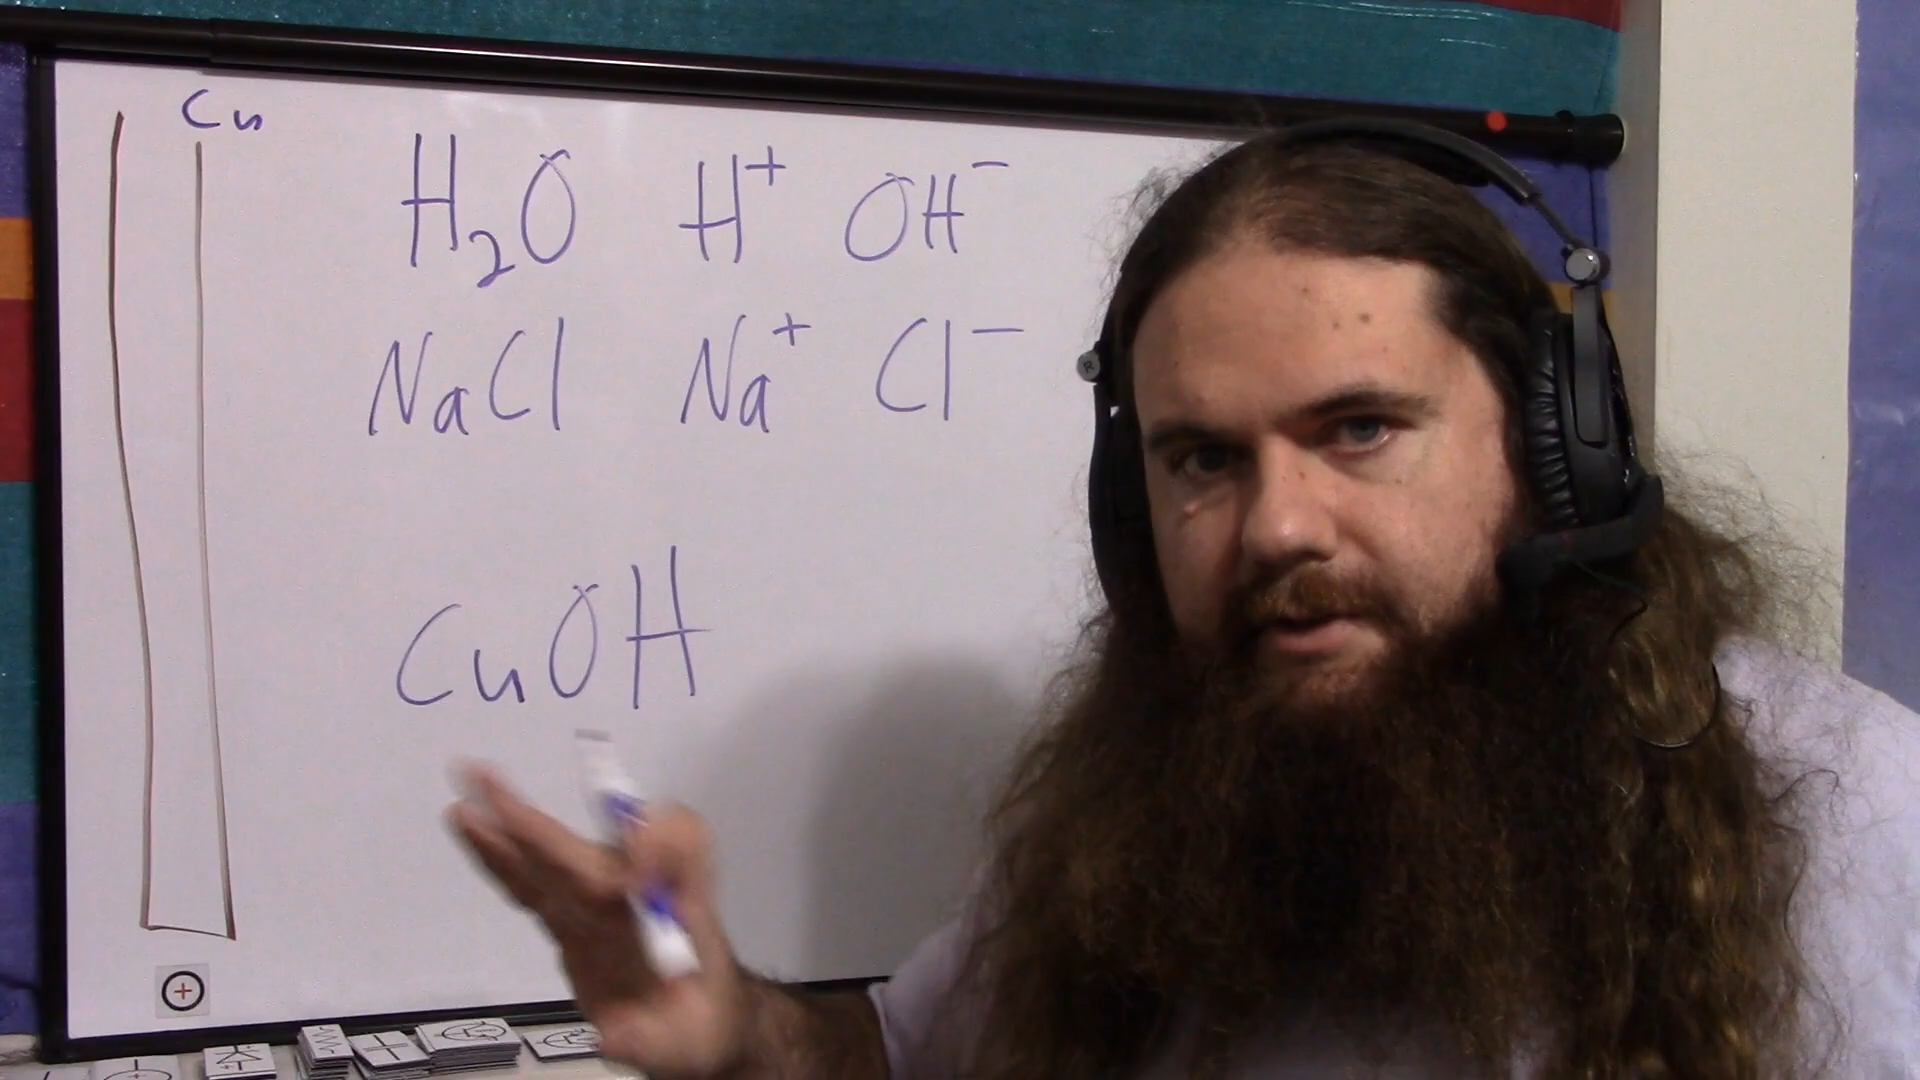 Cu
H₂O H⁺ OH⁻
NaCl Na⁺ Cl⁻
CuOH
+
R